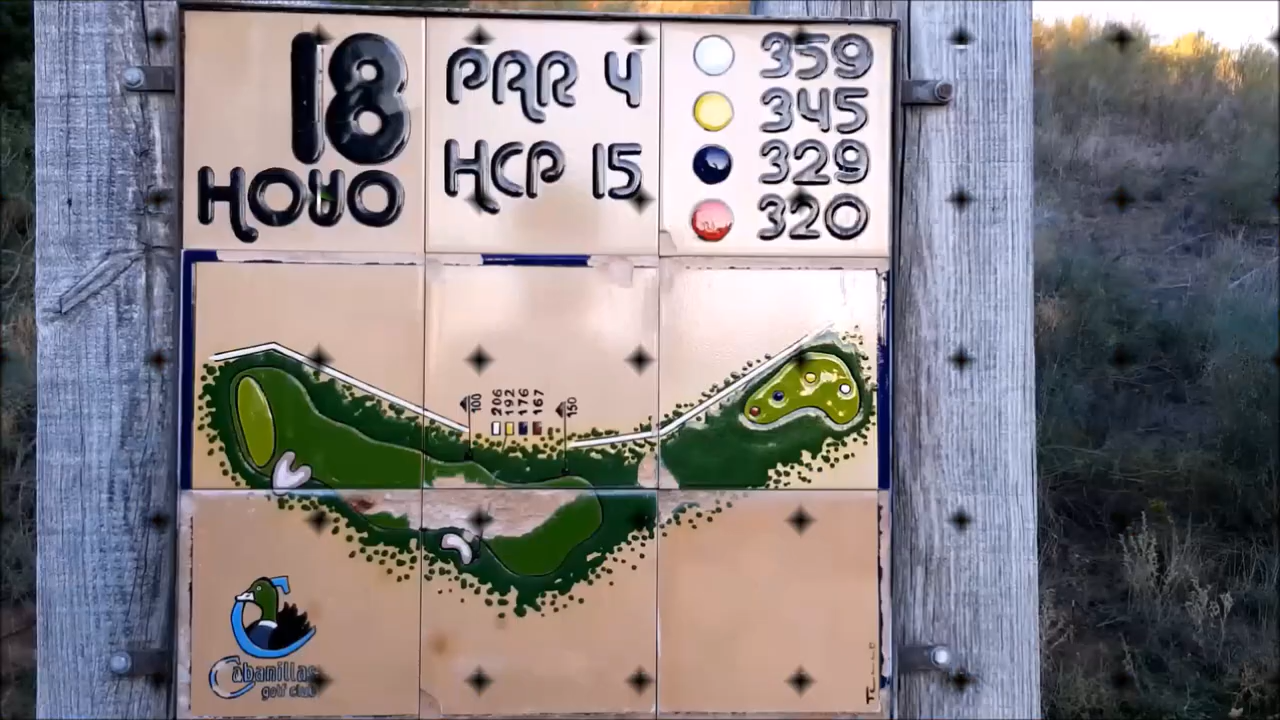 18
HOYO
PAR 4
HCP 15
359
345
329
320
100
206
192
176
167
150
Cabanillas
golf club